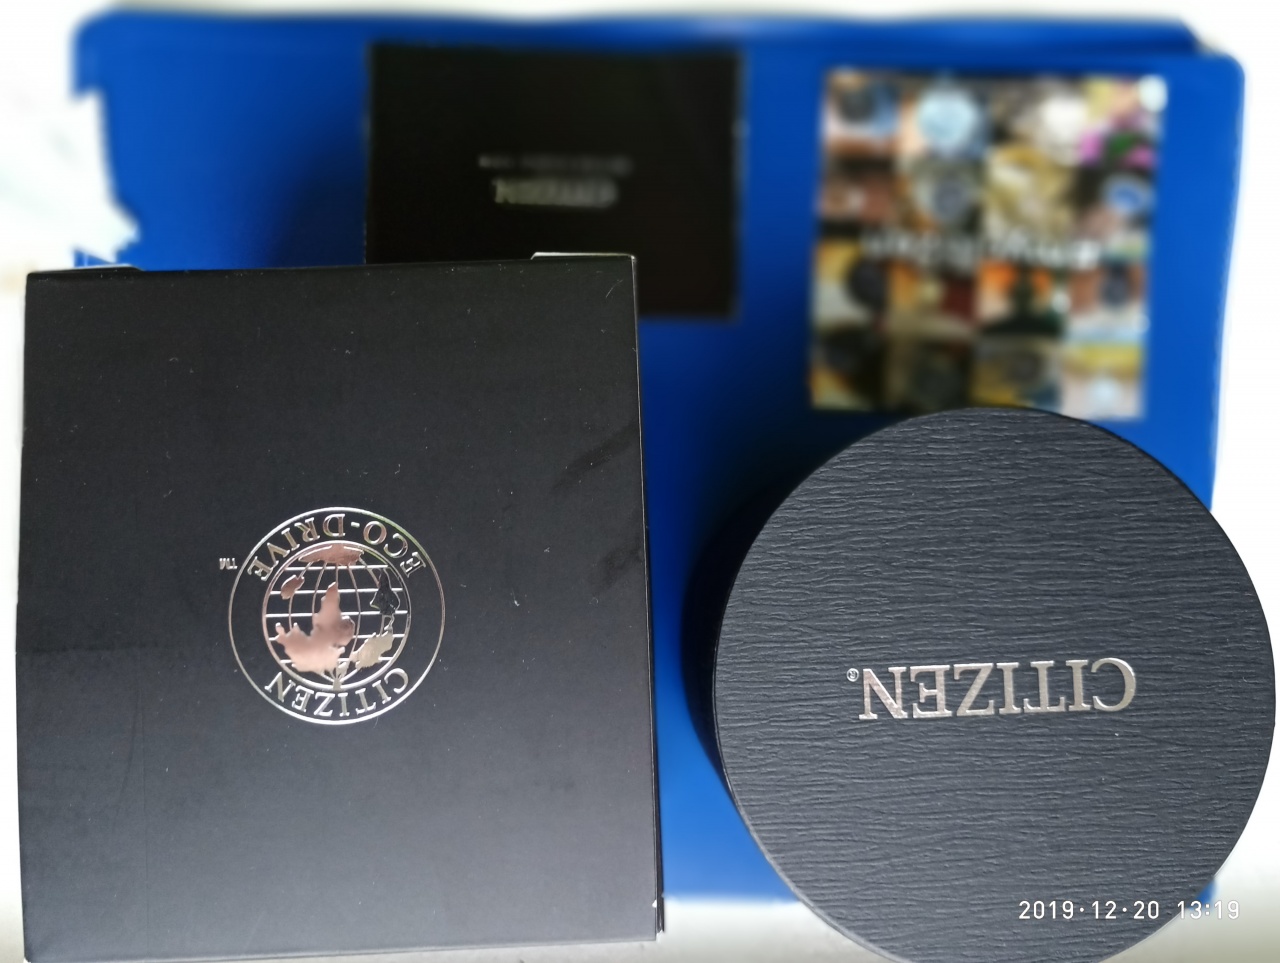 CITIZEN
ECO-DRIVE
TM
CITIZEN
CITIZEN®
2019·12·20 13:19